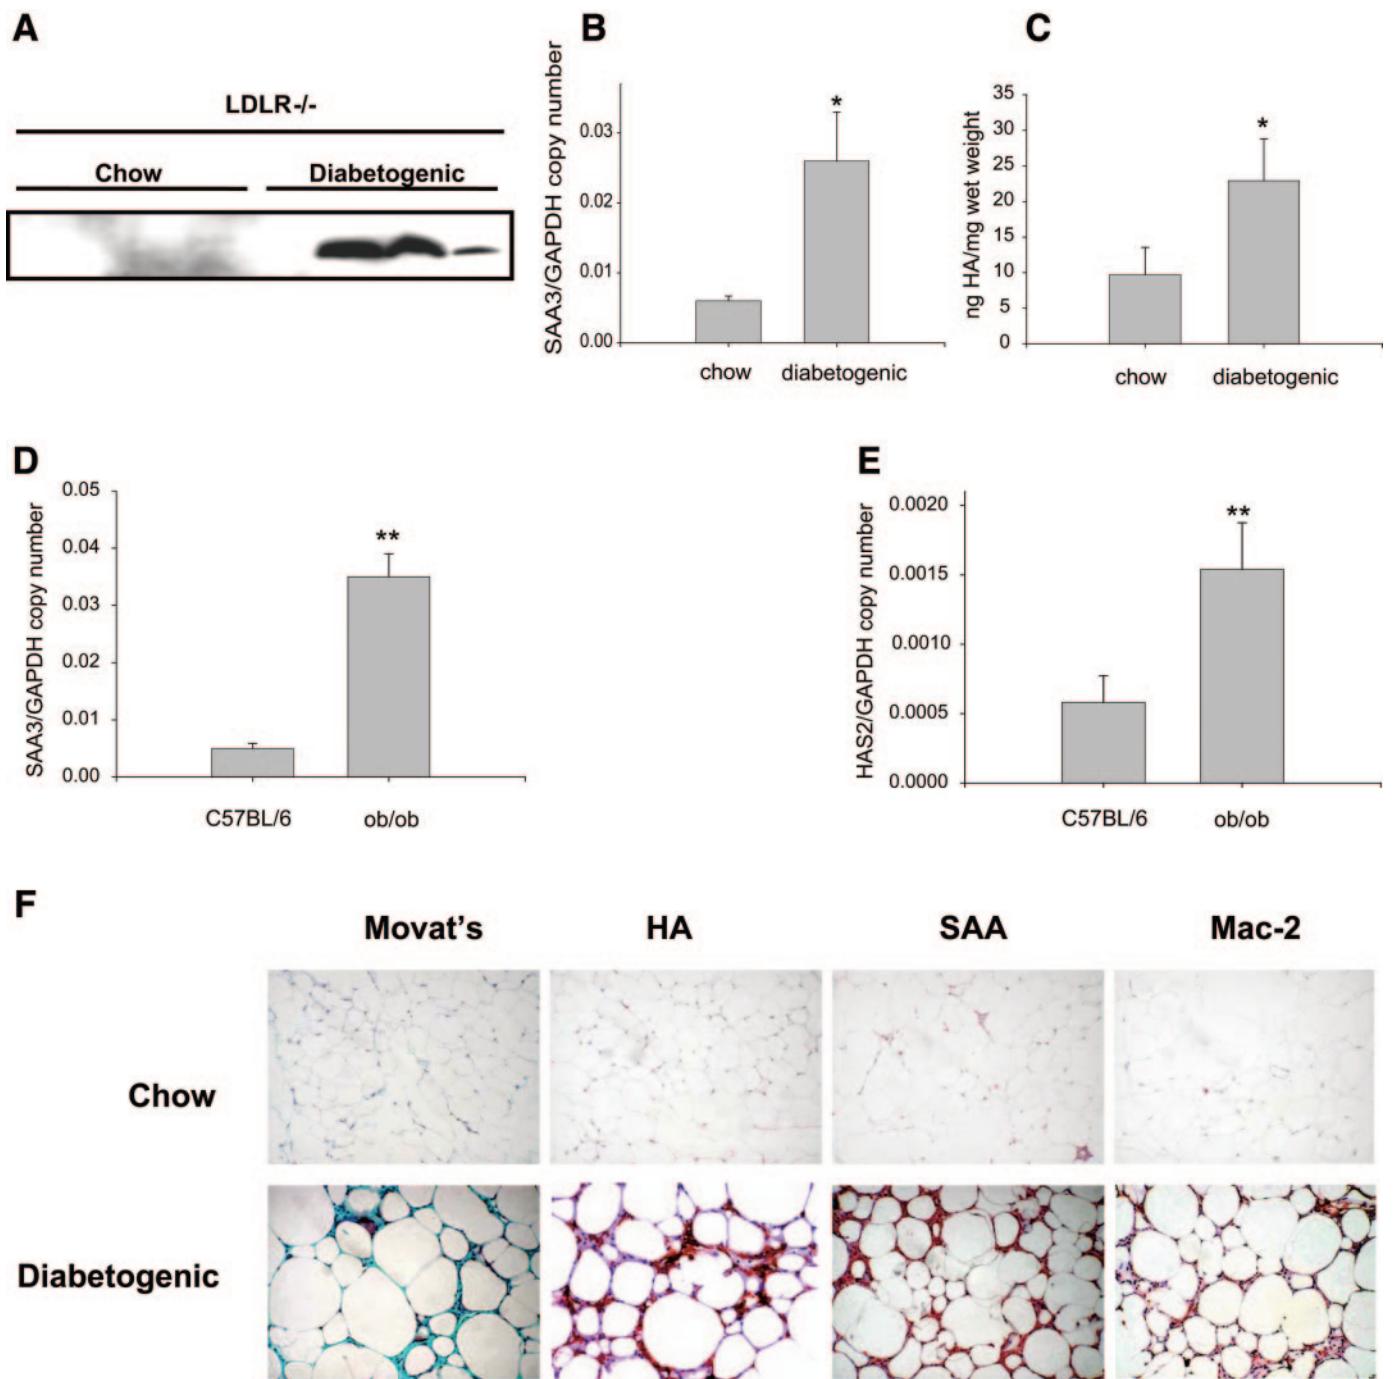 A
LDLR-/-
Chow
Diabetogenic
B
SAA3/GAPDH copy number
0.03
0.02
0.01
0.00
*
chow
diabetogenic
C
ng HA/mg wet weight
35
30
25
20
15
10
5
0
*
chow
diabetogenic
D
SAA3/GAPDH copy number
0.05
0.04
0.03
0.02
0.01
0.00
**
C57BL/6
ob/ob
E
HAS2/GAPDH copy number
0.0020
0.0015
0.0010
0.0005
0.0000
**
C57BL/6
ob/ob
F
Movat's
HA
SAA
Mac-2
Chow
Diabetogenic